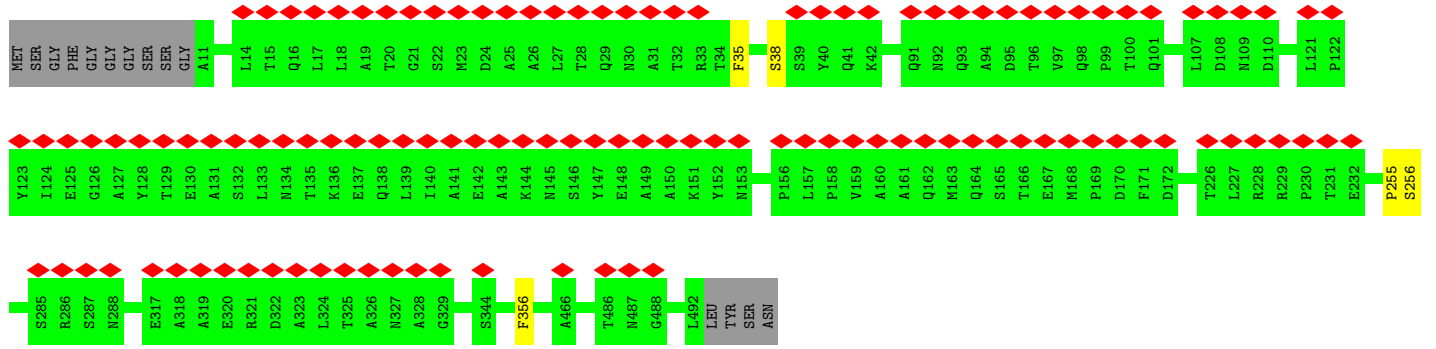 MET SER GLY PHE GLY GLY GLY SER SER GLY A11 L14 T15 Q16 L17 L18 A19 T20 G21 S22 M23 D24 A25 A26 L27 T28 Q29 N30 A31 T32 R33 T34 F35 S38 S39 Y40 Q41 K42 Q91 N92 Q93 A94 D95 T96 V97 Q98 P99 T100 Q101 L107 D108 N109 D110 L121 P122
Y123 I124 E125 G126 A127 Y128 T129 E130 A131 S132 L133 N134 T135 K136 E137 Q138 L139 I140 A141 E142 A143 K144 N145 S146 Y147 E148 A149 A150 K151 Y152 N153 P156 L157 P158 V159 A160 A161 Q162 M163 Q164 S165 T166 E167 M168 P169 D170 F171 D172 T226 L227 R228 R229 P230 T231 E232 P255 S256
S285 R286 S287 N288 E317 A318 A319 E320 R321 D322 A323 L324 T325 A326 N327 A328 G329 S344 F356 A466 T486 N487 G488 L492 LEU TYR SER ASN